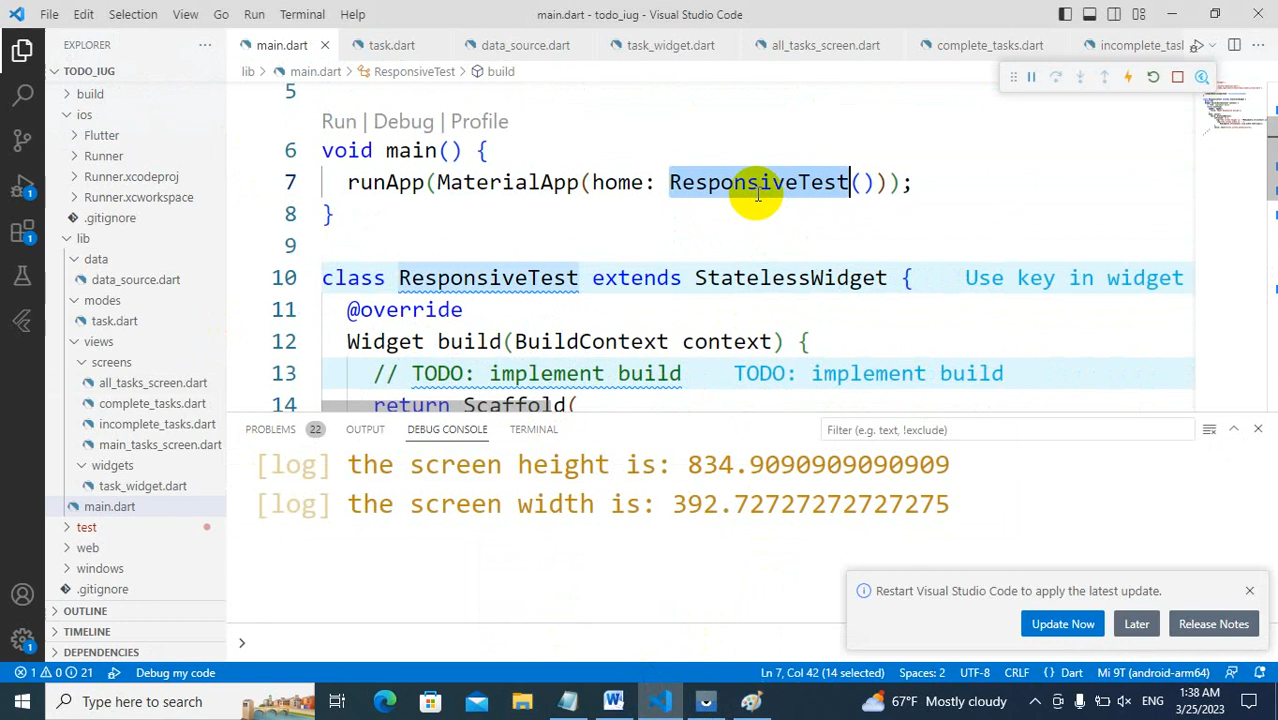 File Edit Selection View Go Run Terminal Help main.dart - todo_iug - Visual Studio Code
EXPLORER
main.dart task.dart data_source.dart task_widget.dart all_tasks_screen.dart complete_tasks.dart incomplete_tasl
TODO_IUG
lib main.dart ResponsiveTest build
build
ios
Flutter
Runner
Runner.xcodeproj
Runner.xcworkspace
.gitignore
lib
data
data_source.dart
modes
task.dart
views
screens
all_tasks_screen.dart
complete_tasks.dart
incomplete_tasks.dart
main_tasks_screen.dart
widgets
task_widget.dart
main.dart
test
web
windows
.gitignore
OUTLINE
TIMELINE
DEPENDENCIES
5
Run | Debug | Profile
6 void main() {
7 runApp(MaterialApp(home: ResponsiveTest()));
8 }
9
10 class ResponsiveTest extends StatelessWidget { Use key in widget
11 @override
12 Widget build(BuildContext context) {
13 // TODO: implement build TODO: implement build
14 return Scaffold(
PROBLEMS 22 OUTPUT DEBUG CONSOLE TERMINAL Filter (e.g. text, !exclude)
[log] the screen height is: 834.9090909090909
[log] the screen width is: 392.72727272727275
Restart Visual Studio Code to apply the latest update.
Update Now Later Release Notes
1 0 21 Debug my code Ln 7, Col 42 (14 selected) Spaces: 2 UTF-8 CRLF {} Dart Mi 9T (android-arm64)
Type here to search 67°F Mostly cloudy ENG 1:38 AM
3/25/2023